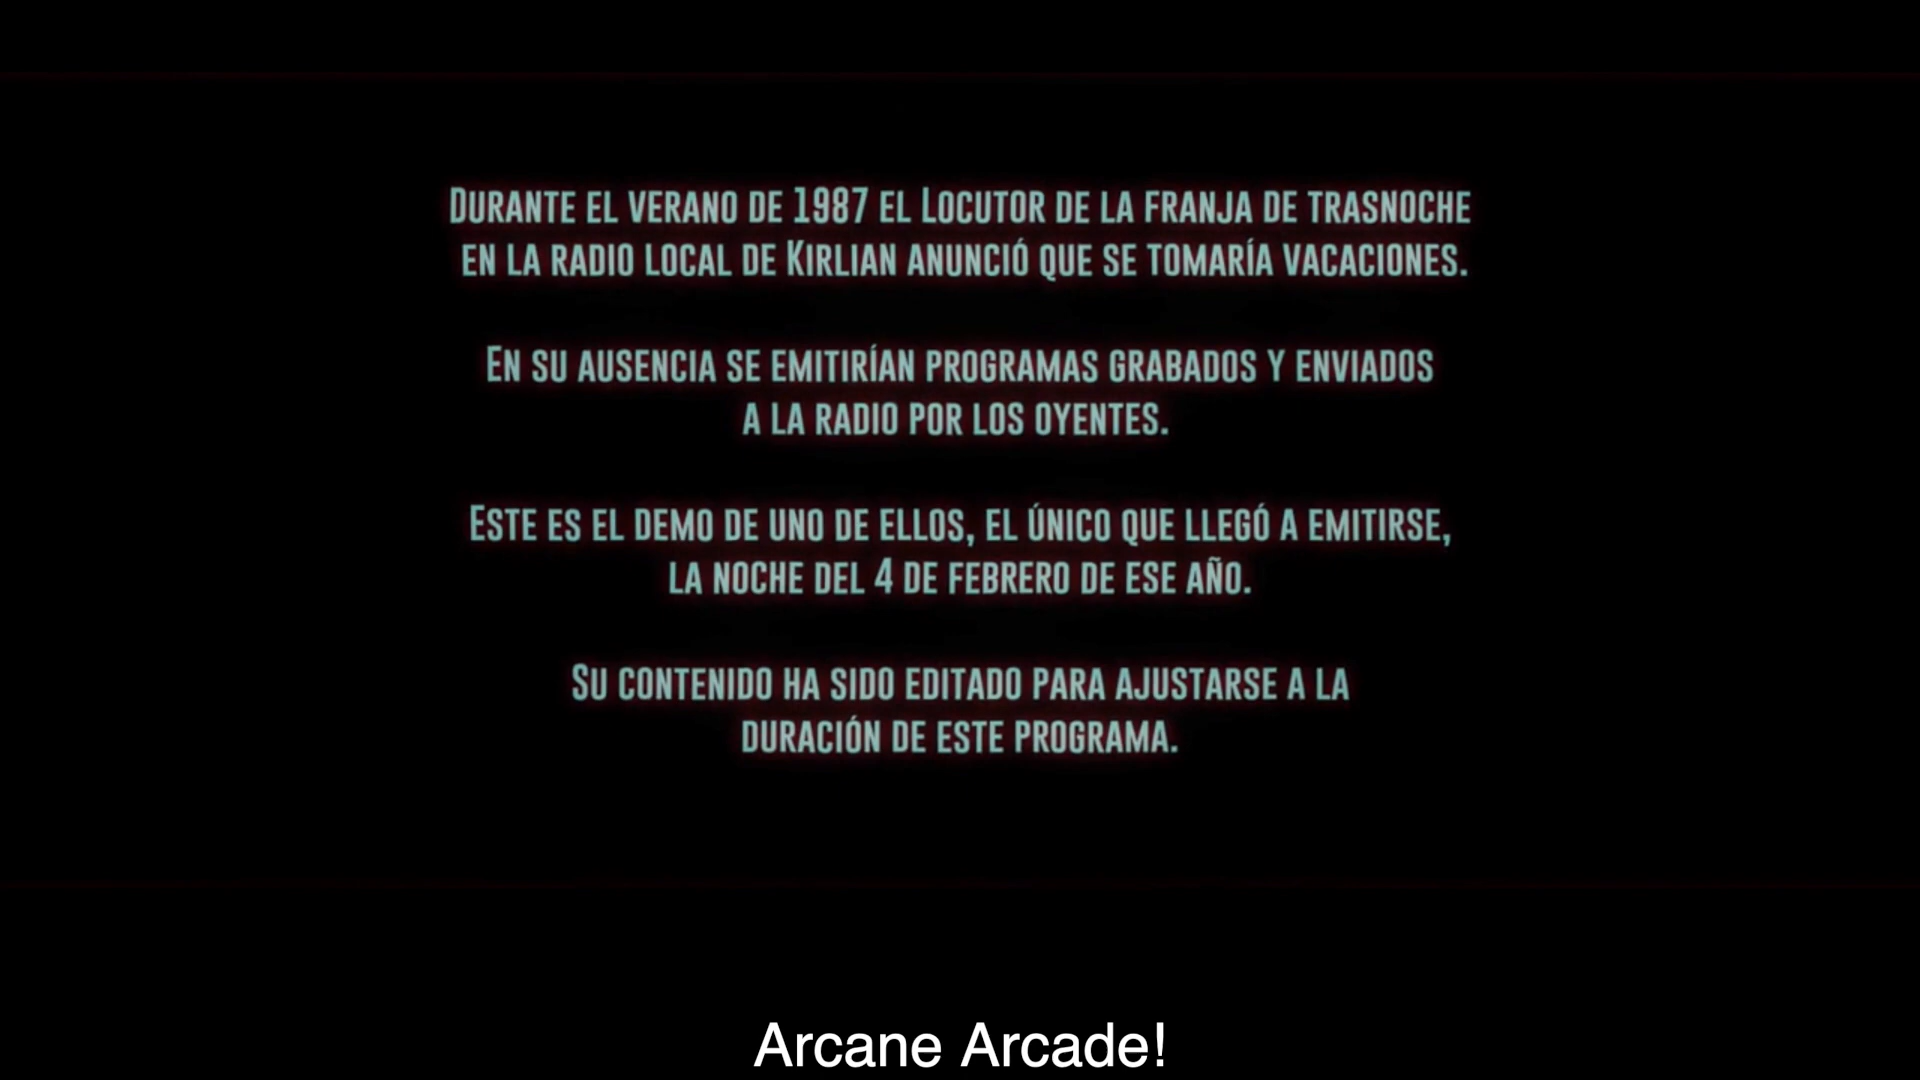 Durante el verano de 1987 el Locutor de la franja de trasnoche
en la radio local de Kirlian anunció que se tomaría vacaciones.
En su ausencia se emitirían programas grabados y enviados
a la radio por los oyentes.
Este es el demo de uno de ellos, el único que llegó a emitirse,
la noche del 4 de febrero de ese año.
Su contenido ha sido editado para ajustarse a la
duración de este programa.
Arcane Arcade!